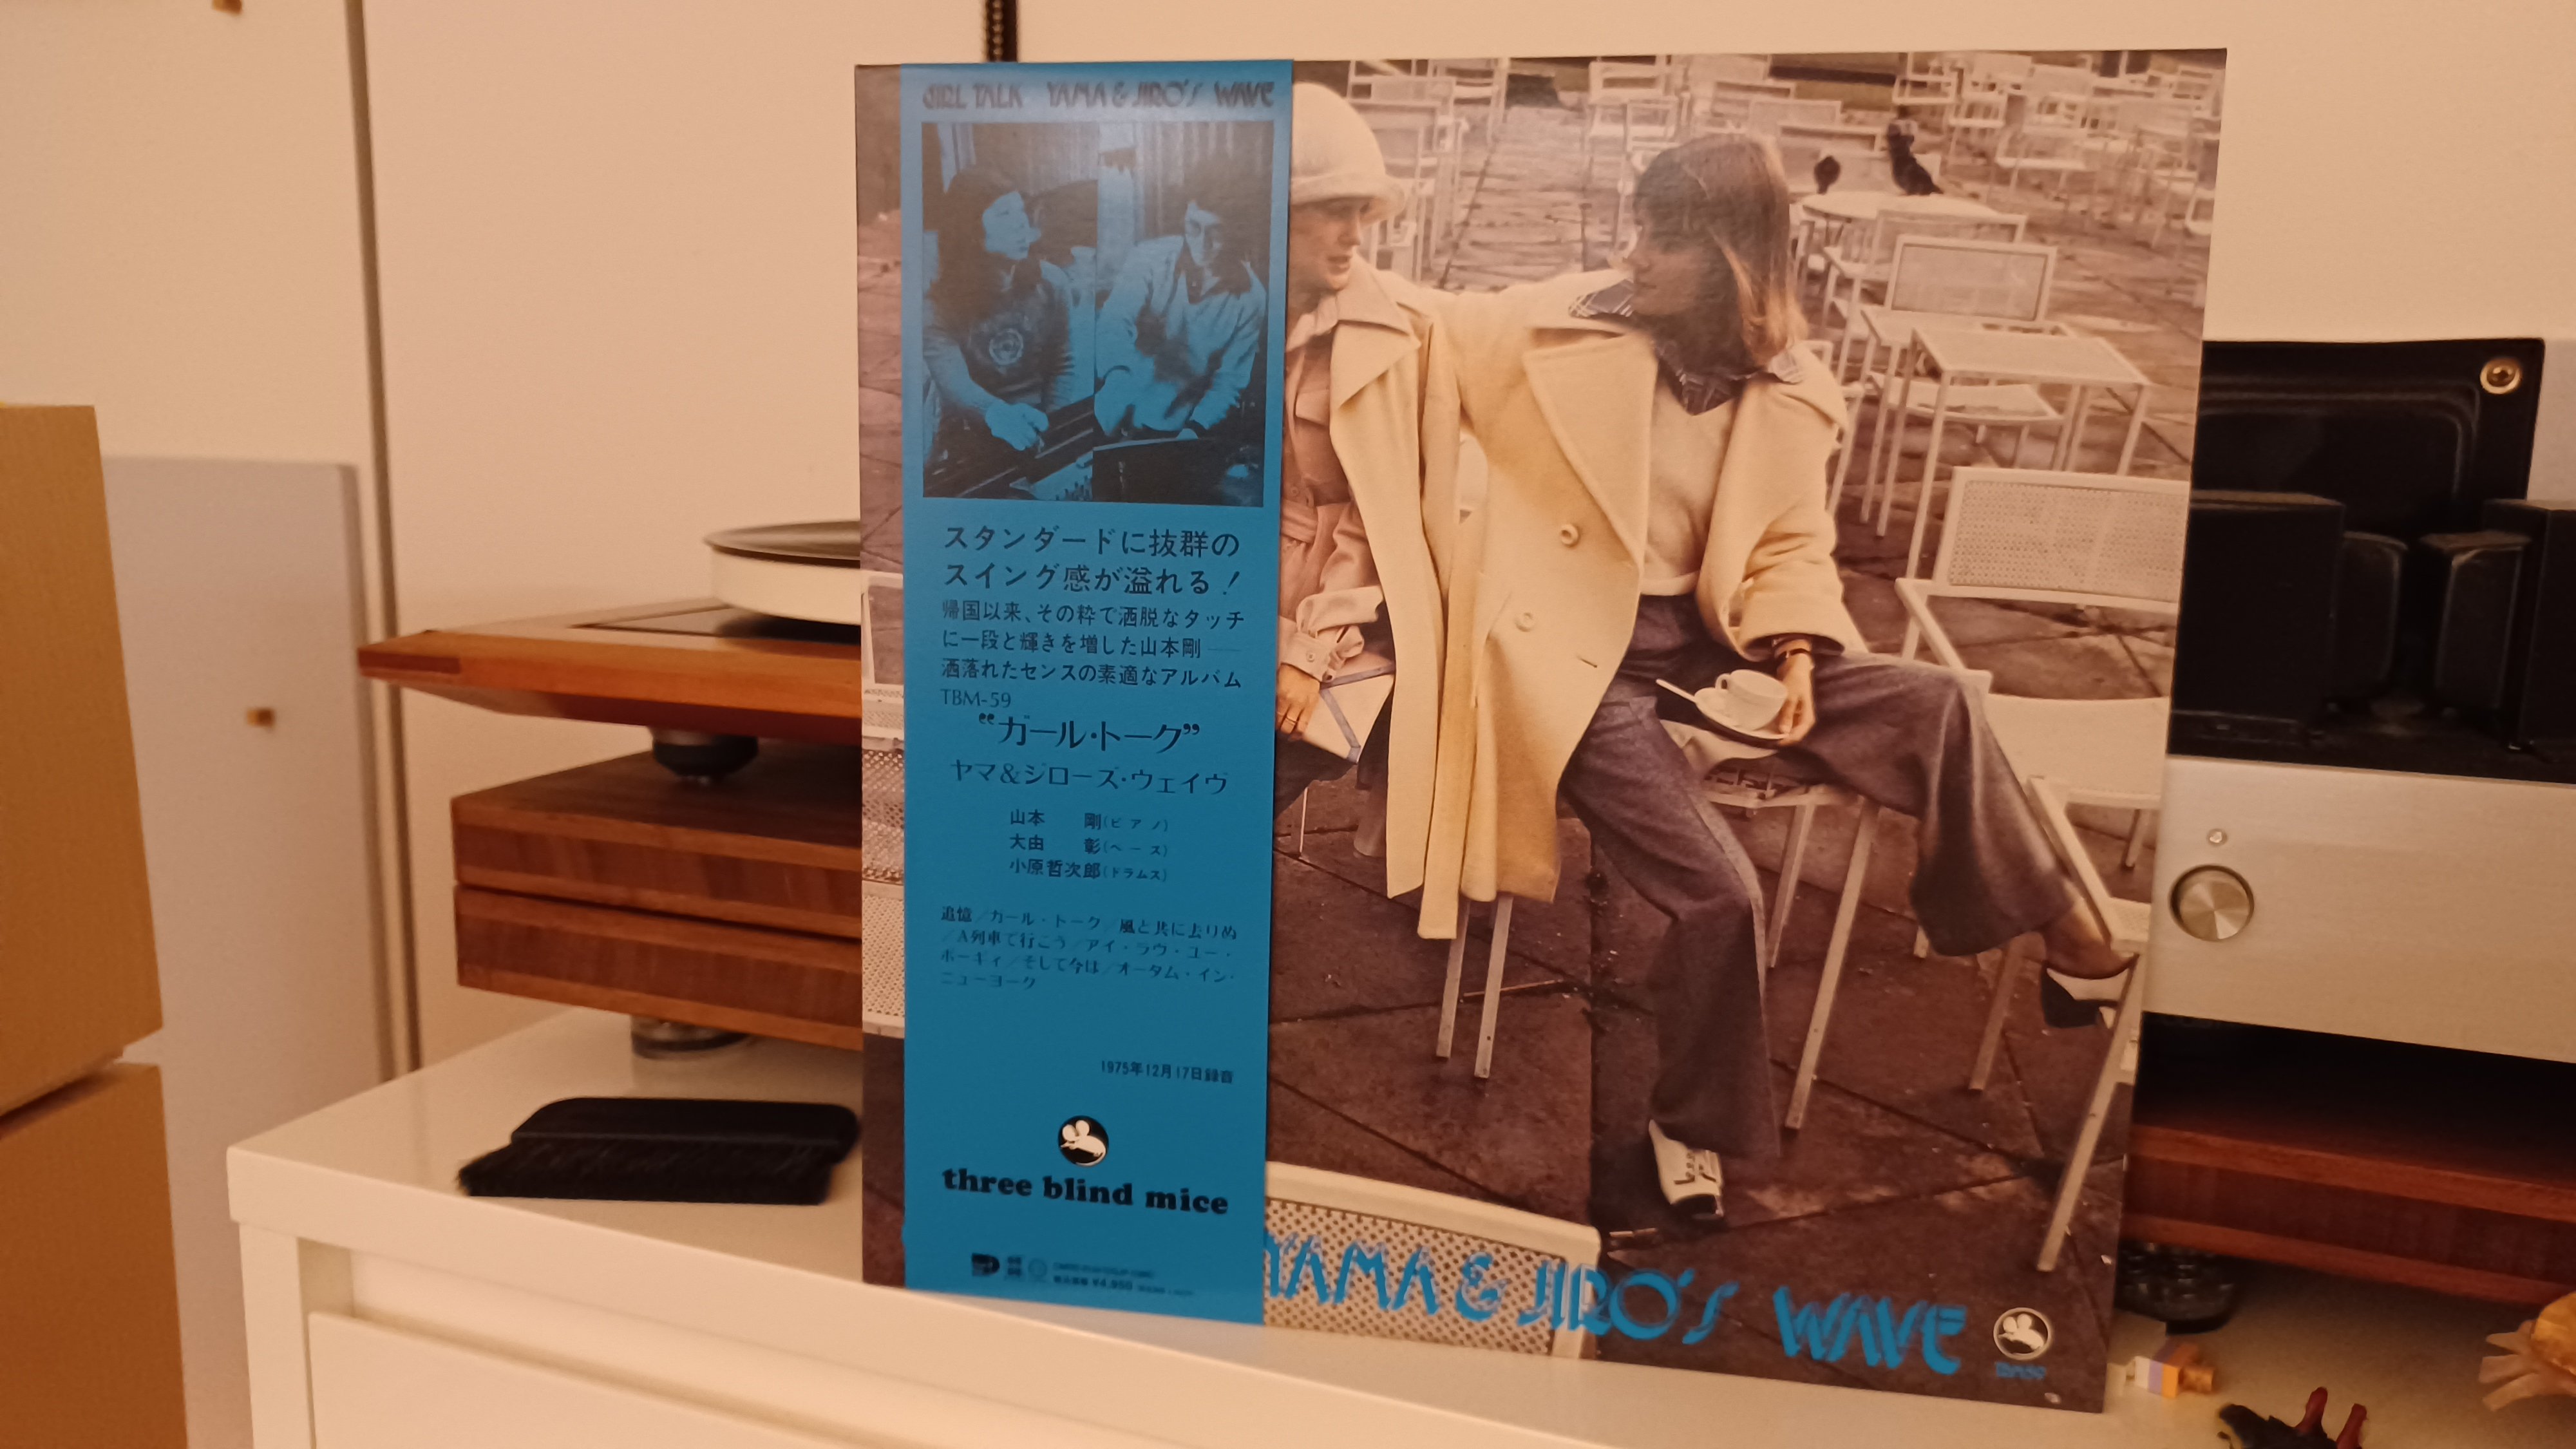 GIRL TALK YAMA & JIRO'S WAVE
スタンダードに抜群の
スイング感が溢れる！
帰国以来、その粋で洒脱なタッチ
に一段と輝きを増した山本剛——
洒落れたセンスの素適なアルバム
TBM-59
“ガール・トーク”
ヤマ＆ジローズ・ウェイヴ
山本 剛(ピアノ)
大由 彰(ベース)
小原哲次郎(ドラムス)
追憶／ガール・トーク／風と共に去りぬ
／A列車で行こう／アイ・ラヴ・ユー・
ポーギィ／そして今は／オータム・イン・
ニューヨーク
1975年12月17日録音
three blind mice
¥4,950
YAMA & JIRO'S WAVE